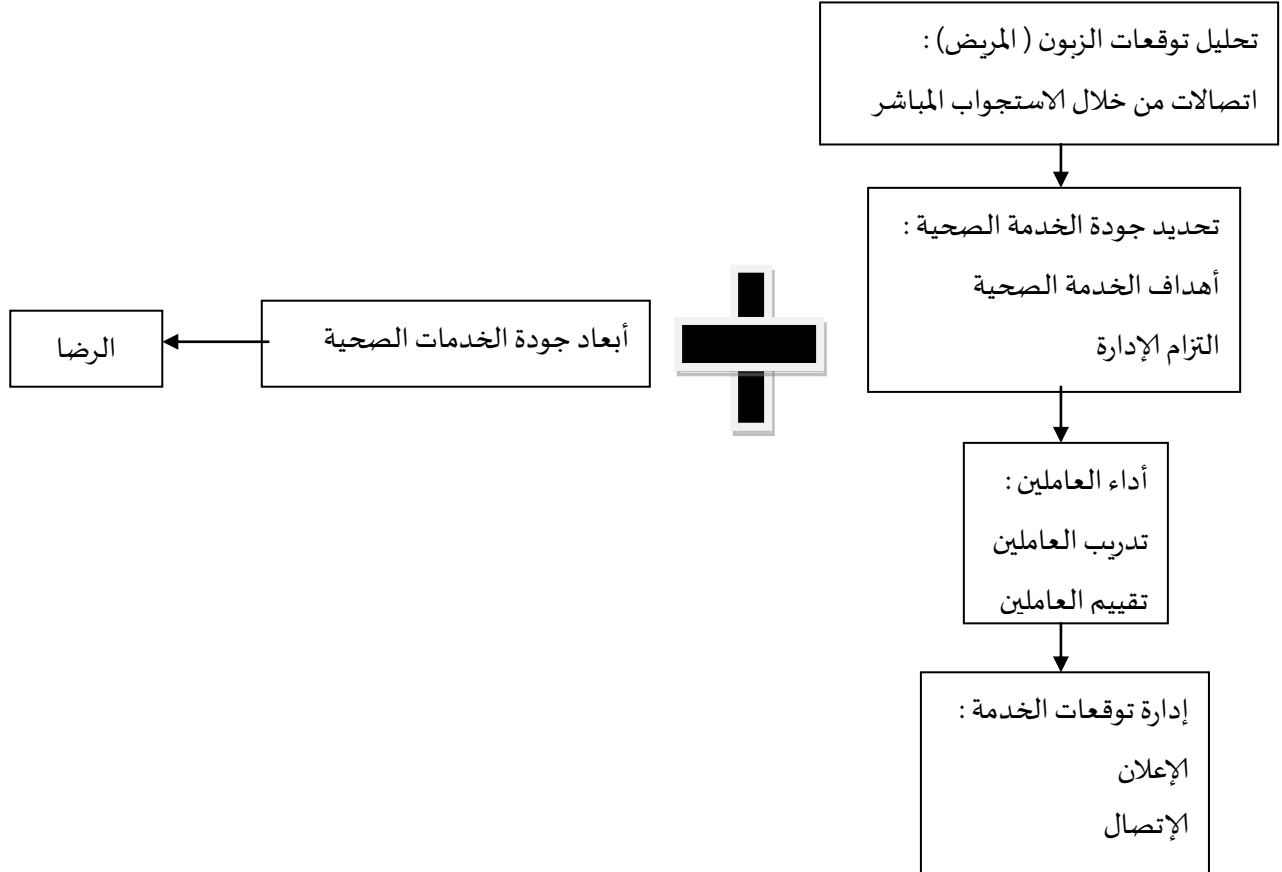 تحليل توقعات الزبون ( المريض) :
اتصالات من خلال الاستجواب المباشر
تحديد جودة الخدمة الصحية :
أهداف الخدمة الصحية
التزام الإدارة
أبعاد جودة الخدمات الصحية
الرضا
أداء العاملين :
تدريب العاملين
تقييم العاملين
إدارة توقعات الخدمة :
الإعلان
الإتصال